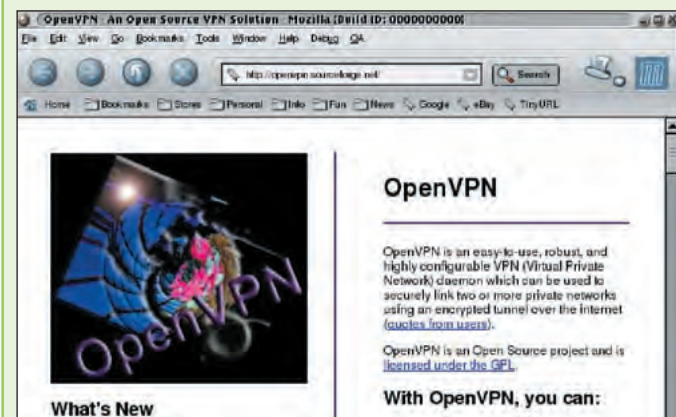 OpenVPN - An Open Source VPN Solution - Mozilla {Build ID: 0000000000}
File Edit View Go Bookmarks Tools Window Help Debug QA
http://openvpn.sourceforge.net/ Search
Home Bookmarks Stores Personal Info Fun News Google eBay TinyURL
OpenVPN
What's New
OpenVPN
OpenVPN is an easy-to-use, robust, and
highly configurable VPN (Virtual Private
Network) daemon which can be used to
securely link two or more private networks
using an encrypted tunnel over the internet
(quotes from users).
OpenVPN is an Open Source project and is
licensed under the GPL.
With OpenVPN, you can: